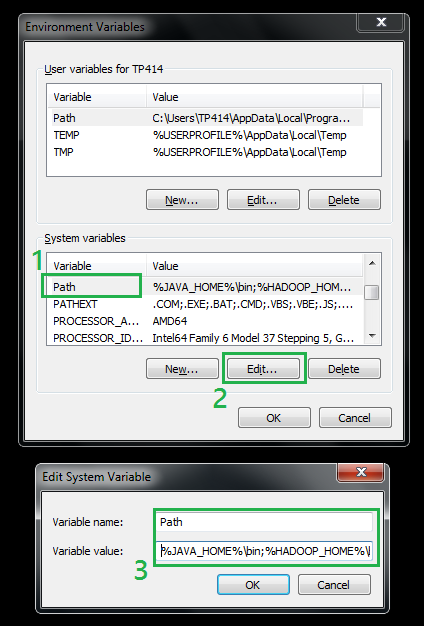 Environment Variables
User variables for TP414
Variable Value
Path C:\Users\TP414\AppData\Local\Progra...
TEMP %USERPROFILE%\AppData\Local\Temp
TMP %USERPROFILE%\AppData\Local\Temp
New... Edit... Delete
System variables
1
Variable Value
Path %JAVA_HOME%\bin;%HADOOP_HOM...
PATHEXT .COM;.EXE;.BAT;.CMD;.VBS;.VBE;.JS;....
PROCESSOR_A... AMD64
PROCESSOR_ID... Intel64 Family 6 Model 37 Stepping 5, G...
New... Edit... Delete
2
OK Cancel
Edit System Variable
Variable name: Path
Variable value: %JAVA_HOME%\bin;%HADOOP_HOME%\
3
OK Cancel